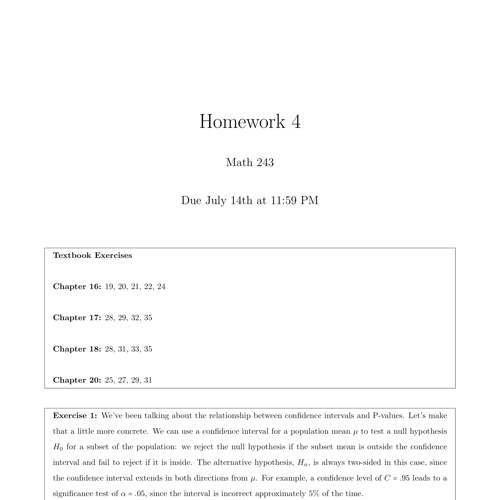 Homework 4
Math 243
Due July 14th at 11:59 PM
Textbook Exercises
Chapter 16: 19, 20, 21, 22, 24
Chapter 17: 28, 29, 32, 35
Chapter 18: 28, 31, 33, 35
Chapter 20: 25, 27, 29, 31
Exercise 1: We've been talking about the relationship between confidence intervals and P-values. Let's make
that a little more concrete. We can use a confidence interval for a population mean μ to test a null hypothesis
H₀ for a subset of the population: we reject the null hypothesis if the subset mean is outside the confidence
interval and fail to reject if it is inside. The alternative hypothesis, Hₐ, is always two-sided in this case, since
the confidence interval extends in both directions from μ. For example, a confidence level of C = .95 leads to a
significance test of α = .05, since the interval is incorrect approximately 5% of the time.